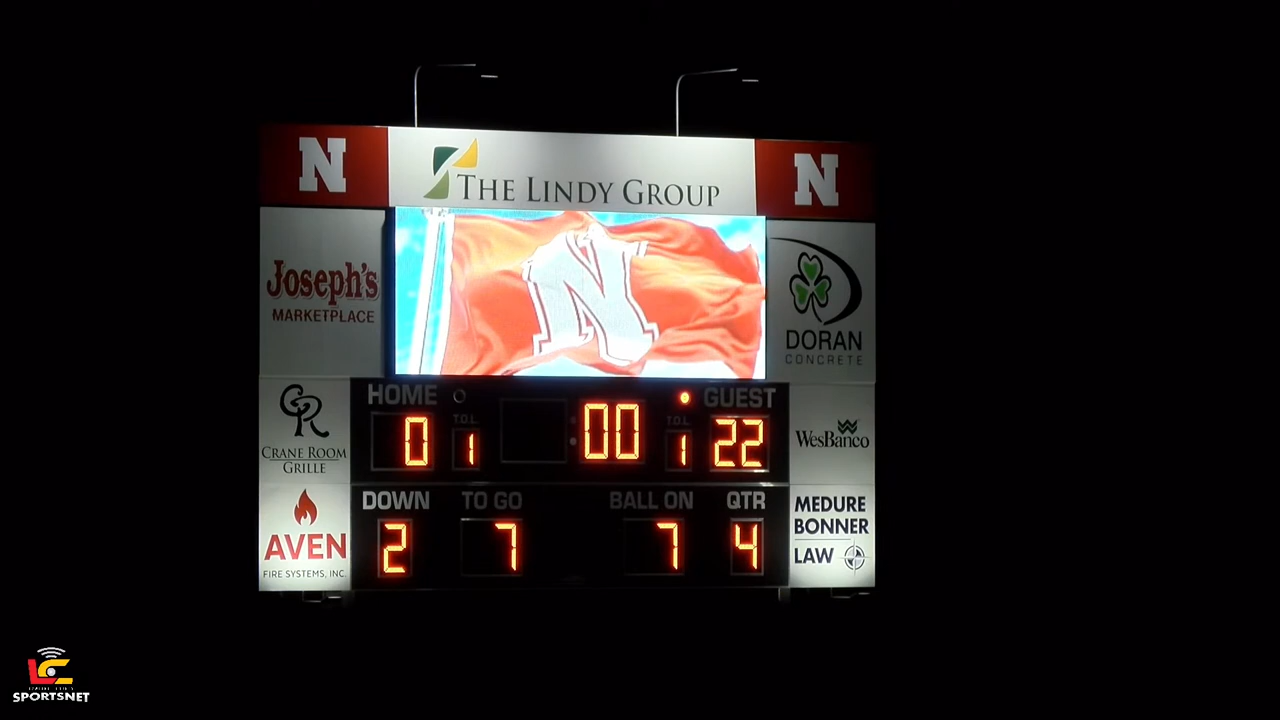 N
THE LINDY GROUP
N
JOSEPH'S
MARKETPLACE
N
DORAN
CONCRETE
CR
CRANE ROOM
GRILLE
HOME
GUEST
T.O.L.
T.O.L.
0
1
00
1
22
WESBANCO
AVEN
FIRE SYSTEMS, INC.
DOWN
TO GO
BALL ON
QTR
2
7
7
4
MEDURE
BONNER
LAW
LC
SPORTSNET